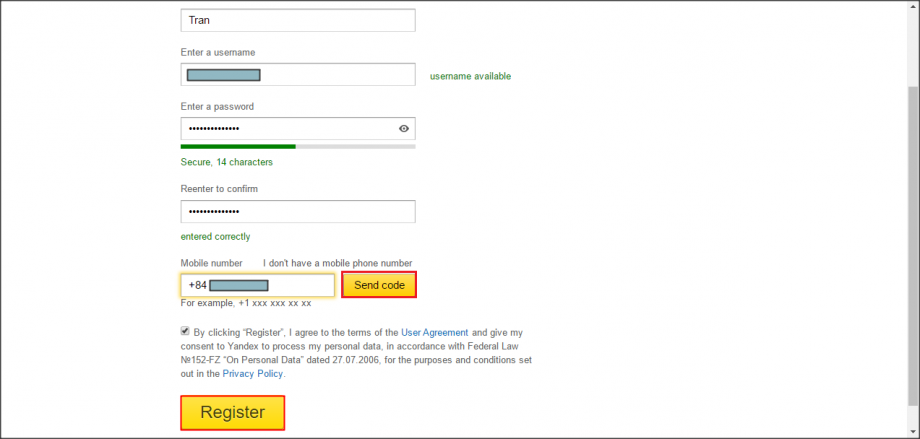 Tran
Enter a username
username available
Enter a password
••••••••••••••
Secure, 14 characters
Reenter to confirm
••••••••••••••
entered correctly
Mobile number I don't have a mobile phone number
+84 Send code
For example, +1 xxx xxx xx xx
By clicking “Register”, I agree to the terms of the User Agreement and give my
consent to Yandex to process my personal data, in accordance with Federal Law
№152-FZ “On Personal Data” dated 27.07.2006, for the purposes and conditions set
out in the Privacy Policy.
Register